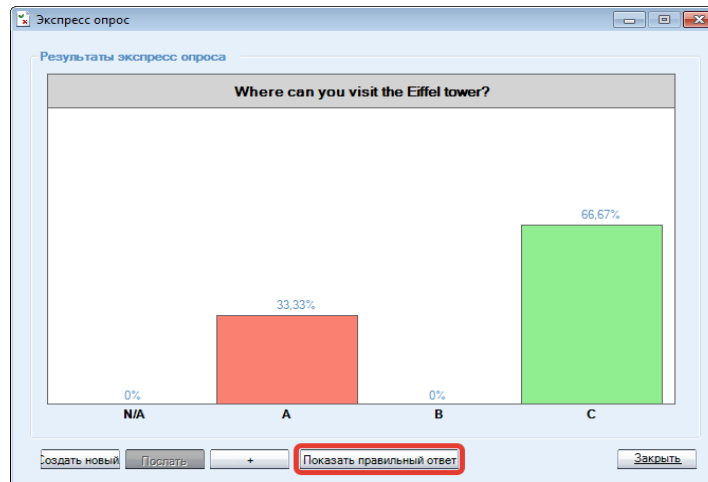 Экспресс опрос
Результаты экспресс опроса
Where can you visit the Eiffel tower?
66,67%
33,33%
0%
0%
N/A A B C
Создать новый Послать + Показать правильный ответ Закрыть